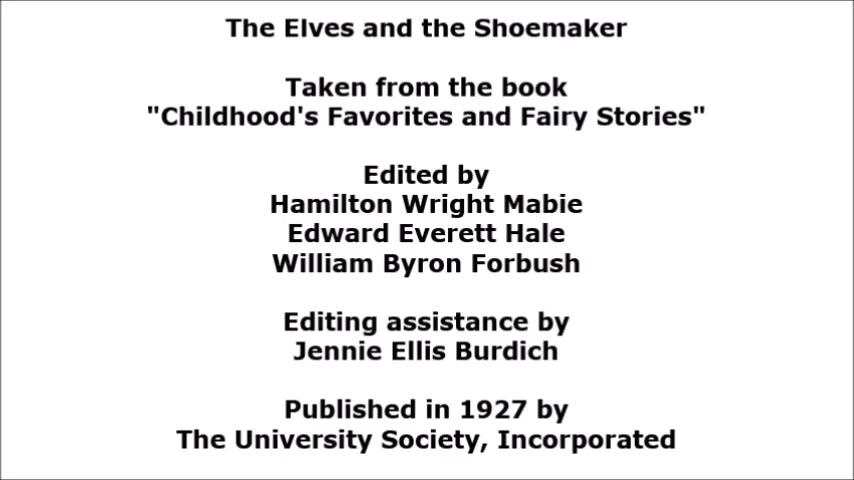 The Elves and the Shoemaker
Taken from the book
"Childhood's Favorites and Fairy Stories"
Edited by
Hamilton Wright Mabie
Edward Everett Hale
William Byron Forbush
Editing assistance by
Jennie Ellis Burdich
Published in 1927 by
The University Society, Incorporated